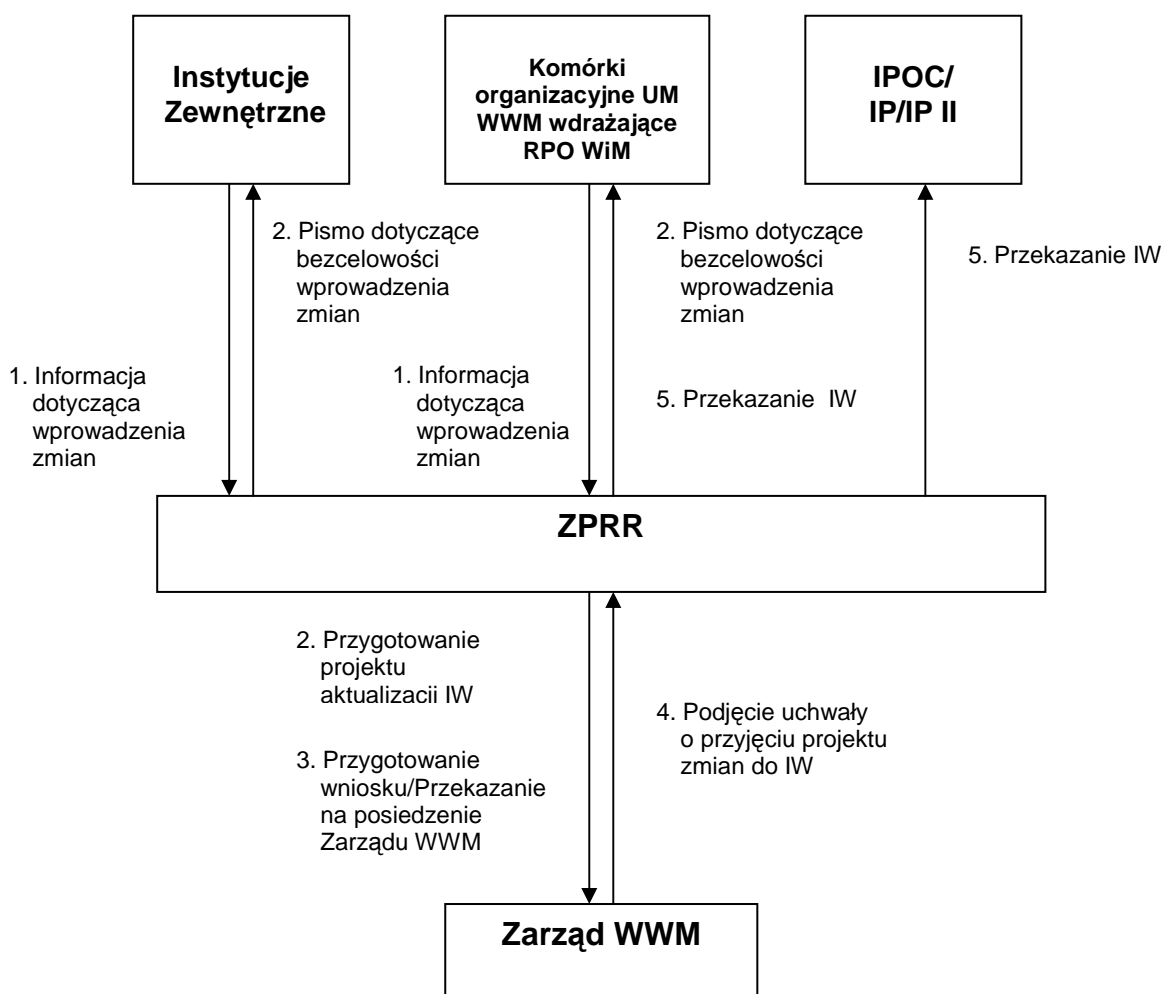 Instytucje
Zewnętrzne
Komórki
organizacyjne UM
WWM wdrażające
RPO WiM
IPOC/
IP/IP II
2. Pismo dotyczące
bezcelowości
wprowadzenia
zmian
2. Pismo dotyczące
bezcelowości
wprowadzenia
zmian
5. Przekazanie IW
1. Informacja
dotycząca
wprowadzenia
zmian
1. Informacja
dotycząca
wprowadzenia
zmian
5. Przekazanie IW
ZPRR
2. Przygotowanie
projektu
aktualizacii IW
3. Przygotowanie
wniosku/Przekazanie
na posiedzenie
Zarządu WWM
4. Podjęcie uchwały
o przyjęciu projektu
zmian do IW
Zarząd WWM